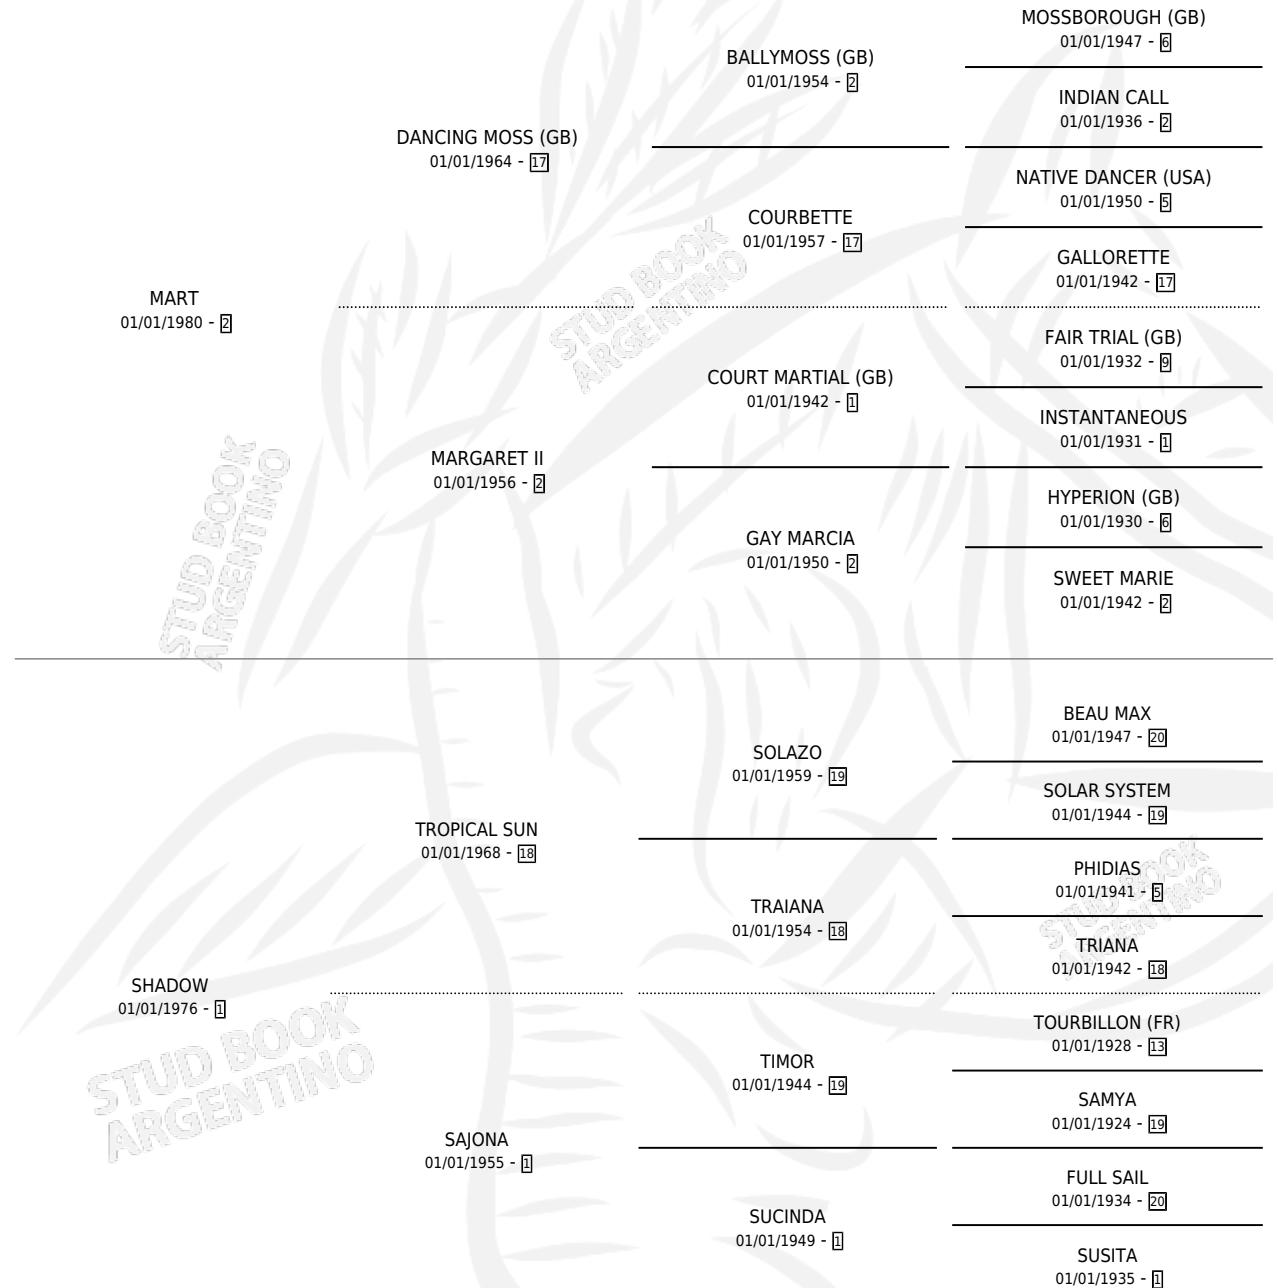 MOSSBOROUGH (GB)
01/01/1947 - 6
BALLYMOSS (GB)
01/01/1954 - 2
INDIAN CALL
01/01/1936 - 2
DANCING MOSS (GB)
01/01/1964 - 17
NATIVE DANCER (USA)
01/01/1950 - 5
COURBETTE
01/01/1957 - 17
GALLORETTE
01/01/1942 - 17
MART
01/01/1980 - 2
FAIR TRIAL (GB)
01/01/1932 - 9
COURT MARTIAL (GB)
01/01/1942 - 1
INSTANTANEOUS
01/01/1931 - 1
MARGARET II
01/01/1956 - 2
HYPERION (GB)
01/01/1930 - 6
GAY MARCIA
01/01/1950 - 2
SWEET MARIE
01/01/1942 - 2
BEAU MAX
01/01/1947 - 20
SOLAZO
01/01/1959 - 19
SOLAR SYSTEM
01/01/1944 - 19
TROPICAL SUN
01/01/1968 - 18
PHIDIAS
01/01/1941 - 5
TRAIANA
01/01/1954 - 18
TRIANA
01/01/1942 - 18
SHADOW
01/01/1976 - 1
TOURBILLON (FR)
01/01/1928 - 13
TIMOR
01/01/1944 - 19
SAMYA
01/01/1924 - 19
SAJONA
01/01/1955 - 1
FULL SAIL
01/01/1934 - 20
SUCINDA
01/01/1949 - 1
SUSITA
01/01/1935 - 1
STUD BOOK
ARGENTINO
STUD BOOK
ARGENTINO
STUD BOOK
ARGENTINO
STUD BOOK
ARGENTINO